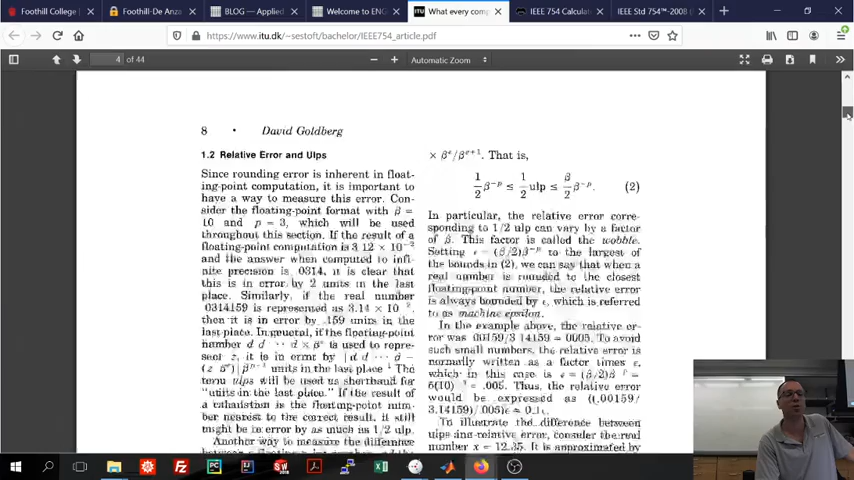 Foothill College |
Foothill-De Anza
BLOG — Applied
Welcome to ENG
What every comp
IEEE 754 Calculat
IEEE Std 754™-2008 (
https://www.itu.dk/~sestoft/bachelor/IEEE754_article.pdf
4 of 44
Automatic Zoom
8 • David Goldberg
1.2 Relative Error and Ulps
Since rounding error is inherent in float-
ing-point computation, it is important to
have a way to measure this error. Con-
sider the floating-point format with β =
10 and p = 3, which will be used
throughout this section. If the result of a
floating-point computation is 3 12 × 10⁻²
and the answer when computed to infi-
nite precision is 0314, it is clear that
this is in error by 2 units in the last
place. Similarly, if the real number
0314159 is represented as 3.14 × 10
then it is in error by 159 units in the
last place. In general, if the floating-point
number
is used to repre-
sent z, it is in error by
units in the last place The
term ulps will be used as shorthand for
"units in the last place." If the result of
a calculation is the floating-point num-
ber nearest to the correct result, it still
might be in error by as much as 1/2 ulp.
Another way to measure the difference
× βᵉ/βᵉ⁺¹. That is,
1/2 β⁻ᵖ ≤ 1/2 ulp ≤ β/2 β⁻ᵖ. (2)
In particular, the relative error corre-
sponding to 1/2 ulp can vary by a factor
of β. This factor is called the wobble.
Setting ε = (β/2)β⁻ᵖ to the largest of
the bounds in (2), we can say that when a
real number is rounded to the closest
floating-point number, the relative error
is always bounded by ε, which is referred
to as machine epsilon.
In the example above, the relative er-
ror was 00159/3 14159 ≈ 0005. To avoid
such small numbers, the relative error is
normally written as a factor times ε,
which in this case is ε = (β/2)β
= .005. Thus, the relative error
would be expressed as (.00159/
3.14159)/.005)ε
To illustrate the difference between
ulps and relative error, consider the real
number x = 12.35. It is approximated by